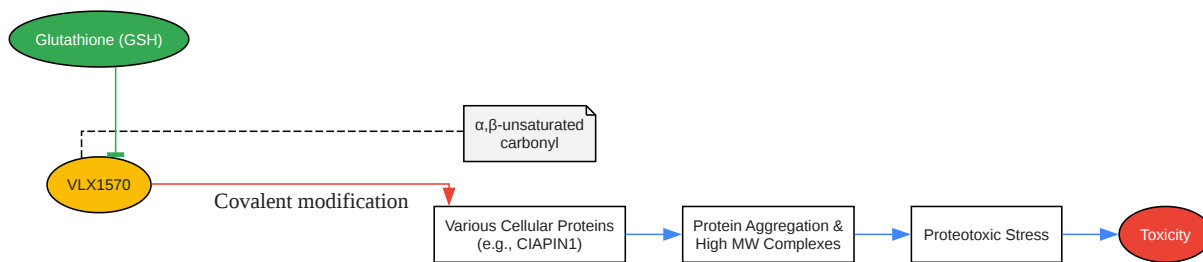 Glutathione (GSH)
α,β-unsaturated
carbonyl
VLX1570
Covalent modification
Various Cellular Proteins
(e.g., CIAPIN1)
Protein Aggregation &
High MW Complexes
Proteotoxic Stress
Toxicity